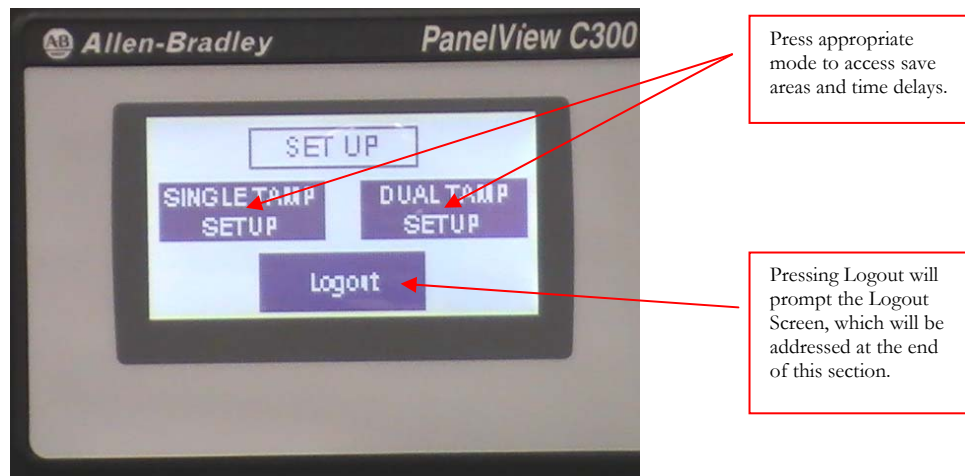 Allen-Bradley
PanelView C300
AB
SET UP
SINGLE TAMP
SETUP
DUAL TAMP
SETUP
Logout
Press appropriate
mode to access save
areas and time delays.
Pressing Logout will
prompt the Logout
Screen, which will be
addressed at the end
of this section.